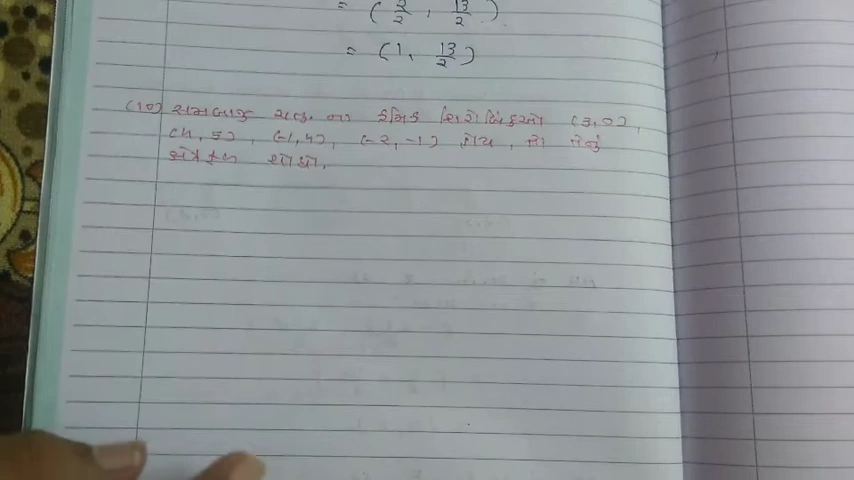 = (2/2, 13/2)
= (1, 13/2)
(10) સમબાજુ ચતુ. ના ક્રમિક શિરોબિંદુઓ (3,0),
(4, 5), (-1,4), (-2, -1) હોય, તો તેનું
ક્ષેત્રફળ શોધો.